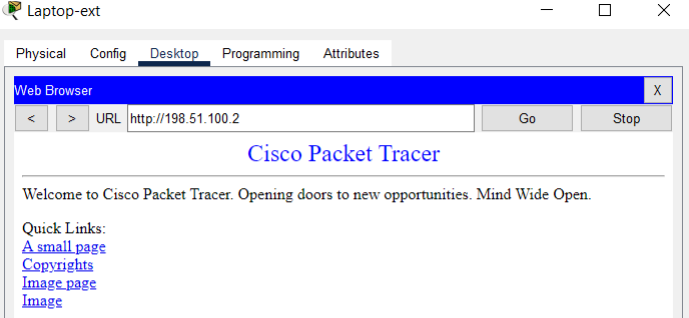 Laptop-ext
Physical Config Desktop Programming Attributes
Web Browser X
< > URL http://198.51.100.2 Go Stop
Cisco Packet Tracer
Welcome to Cisco Packet Tracer. Opening doors to new opportunities. Mind Wide Open.
Quick Links:
A small page
Copyrights
Image page
Image